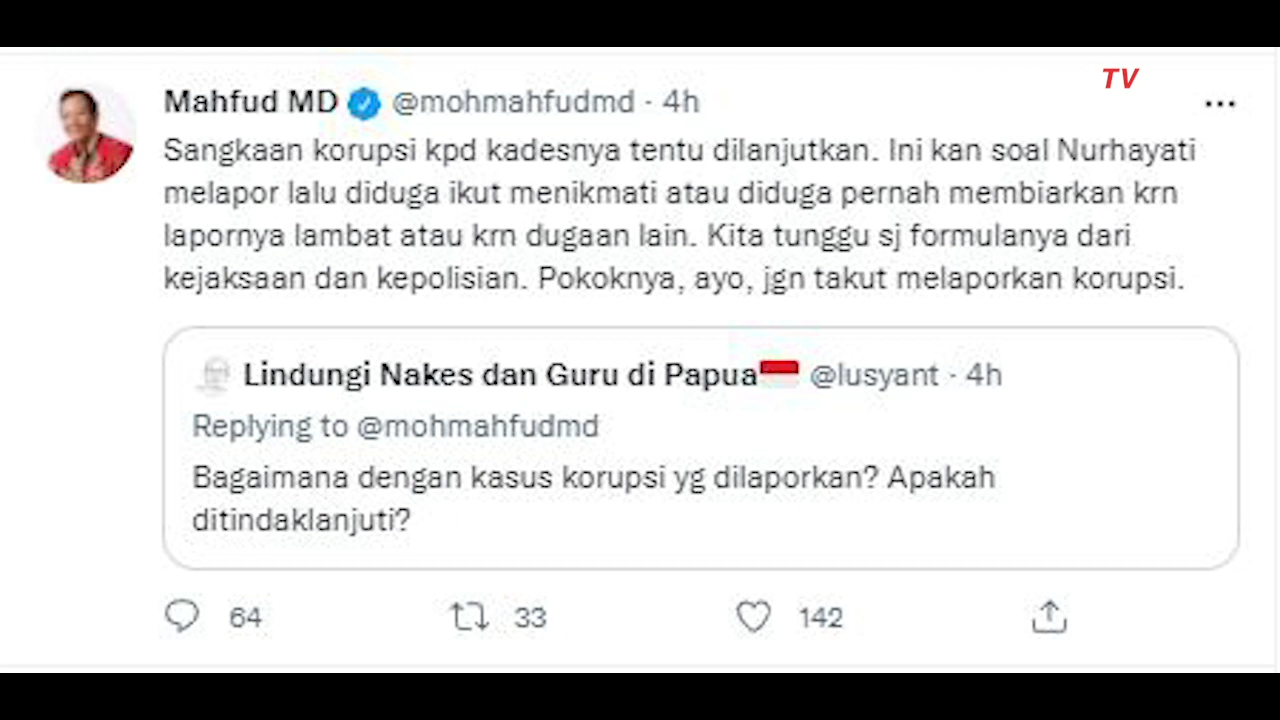 TV
Mahfud MD @mohmahfudmd · 4h
Sangkaan korupsi kpd kadesnya tentu dilanjutkan. Ini kan soal Nurhayati
melapor lalu diduga ikut menikmati atau diduga pernah membiarkan krn
lapornya lambat atau krn dugaan lain. Kita tunggu sj formulanya dari
kejaksaan dan kepolisian. Pokoknya, ayo, jgn takut melaporkan korupsi.
Lindungi Nakes dan Guru di Papua🇮🇩 @lusyant · 4h
Replying to @mohmahfudmd
Bagaimana dengan kasus korupsi yg dilaporkan? Apakah
ditindaklanjuti?
64 33 142